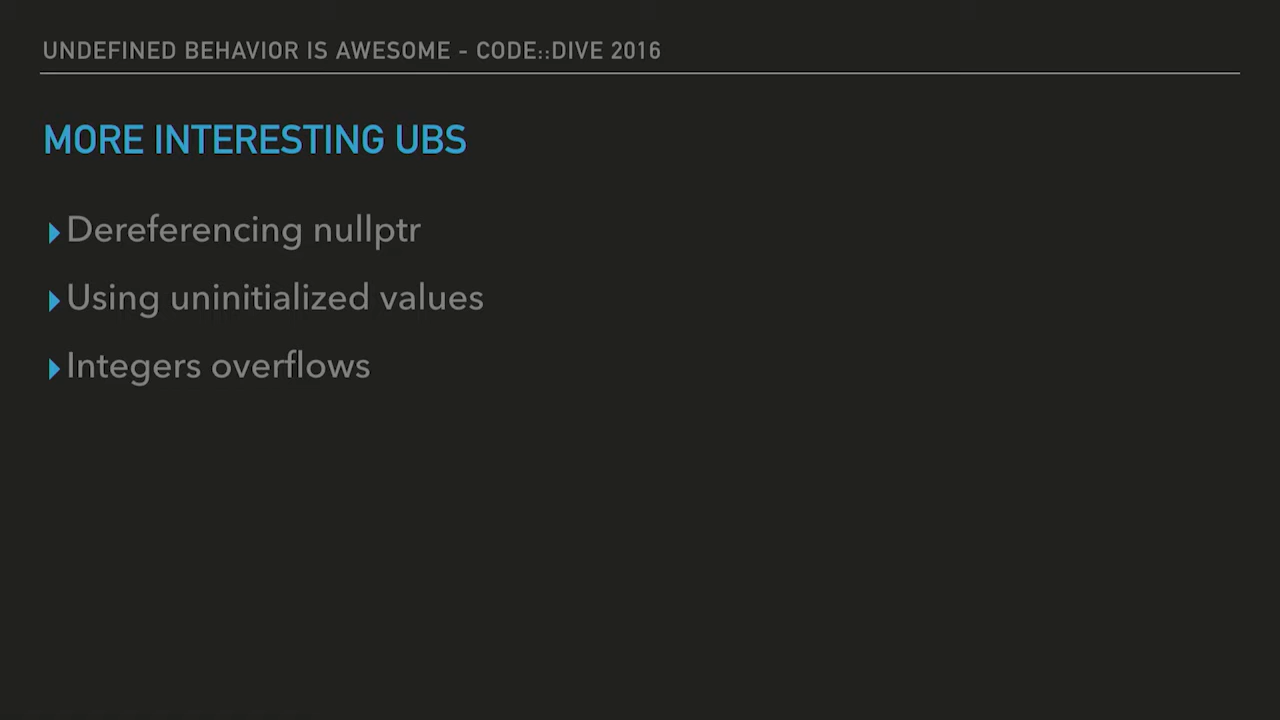 UNDEFINED BEHAVIOR IS AWESOME - CODE::DIVE 2016
MORE INTERESTING UBS
Dereferencing nullptr
Using uninitialized values
Integers overflows